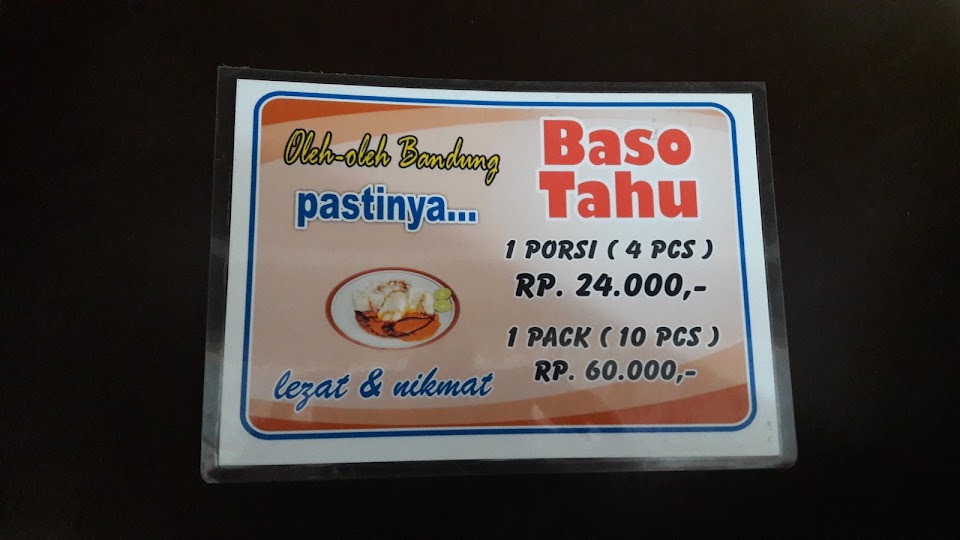 Oleh-oleh Bandung
pastinya...
lezat & nikmat
Baso
Tahu
1 PORSI ( 4 PCS )
RP. 24.000,-
1 PACK ( 10 PCS )
RP. 60.000,-